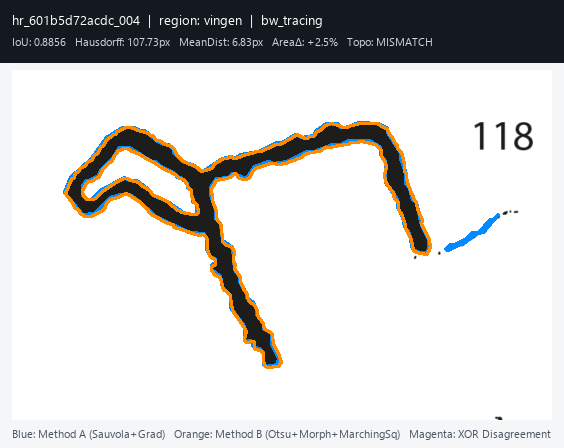 hr_601b5d72acdc_004 | region: vingen | bw_tracing
IoU: 0.8856 Hausdorff: 107.73px MeanDist: 6.83px AreaΔ: +2.5% Topo: MISMATCH
118
Blue: Method A (Sauvola+Grad) Orange: Method B (Otsu+Morph+MarchingSq) Magenta: XOR Disagreement